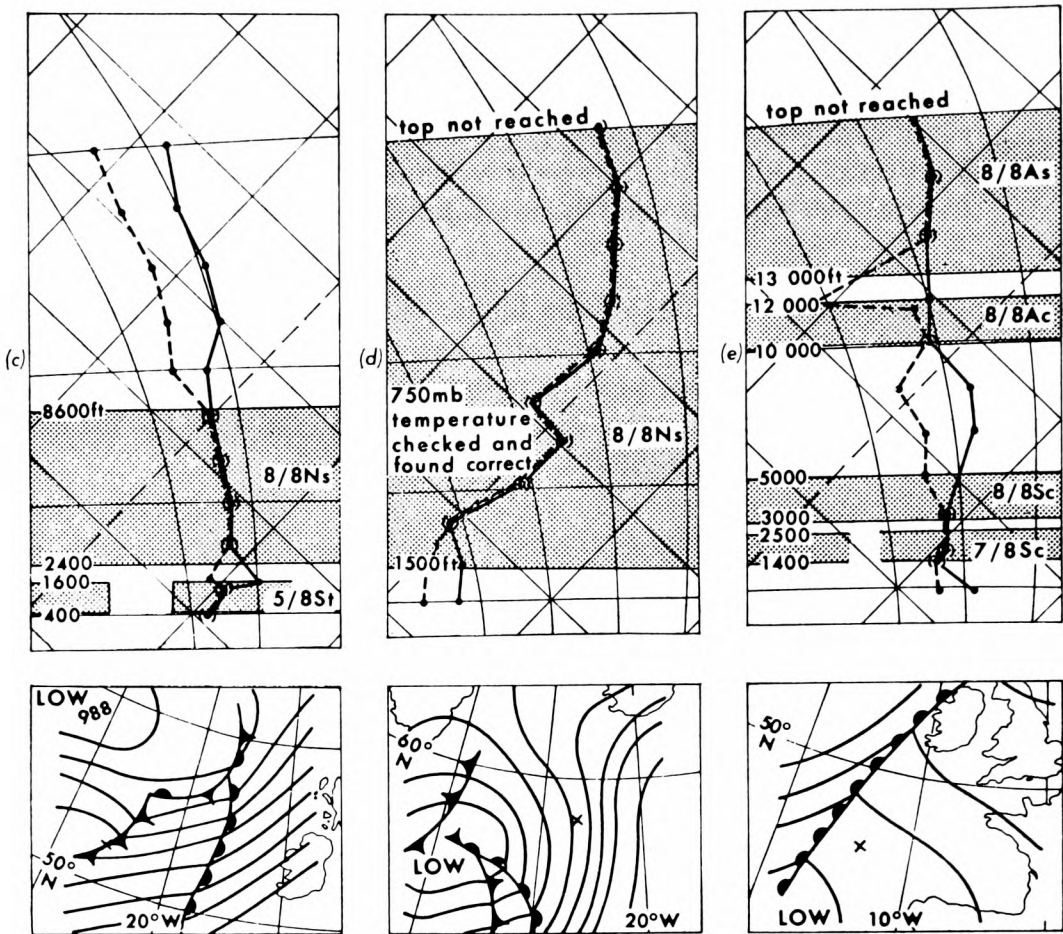 (c)
8600ft
8/8Ns
2400
1600
5/8St
400
(d)
top not reached
750mb
temperature
checked and
found correct
8/8Ns
1500ft
(e)
top not reached
8/8As
13 000ft
12 000
8/8Ac
10 000
5000
8/8Sc
3000
2500
7/8Sc
1400
LOW
988
50°
N
20°W
60°
N
LOW
20°W
50°
N
LOW
10°W